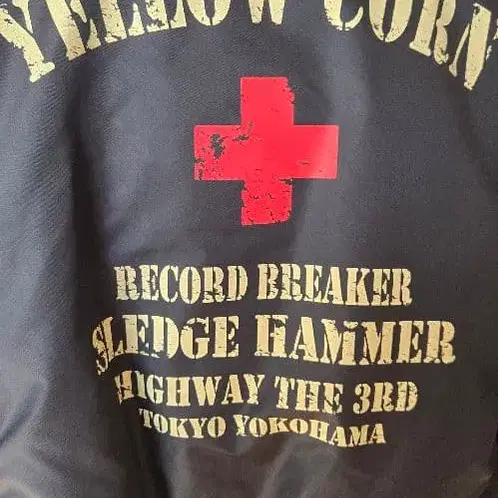 YELLOW CORN
RECORD BREAKER
SLEDGE HAMMER
HIGHWAY THE 3RD
TOKYO YOKOHAMA